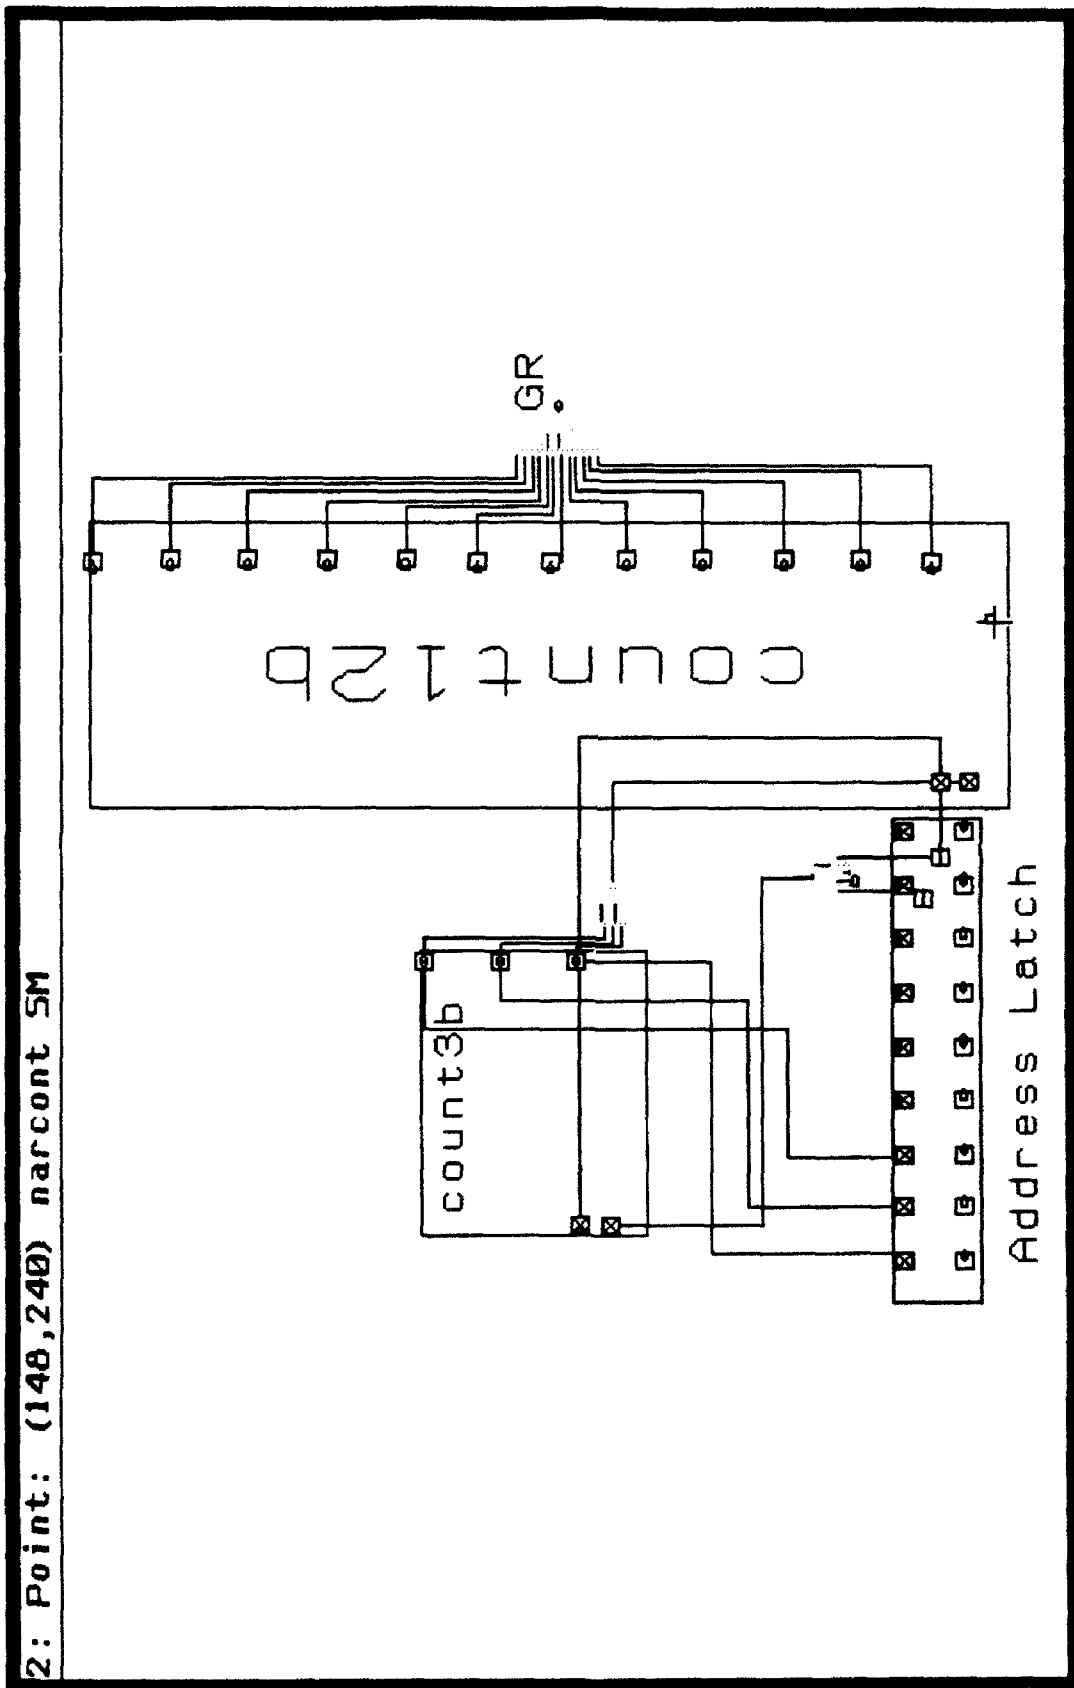 2: Point: (148,240) narcont SM
GR
count12b
count3b
Address Latch